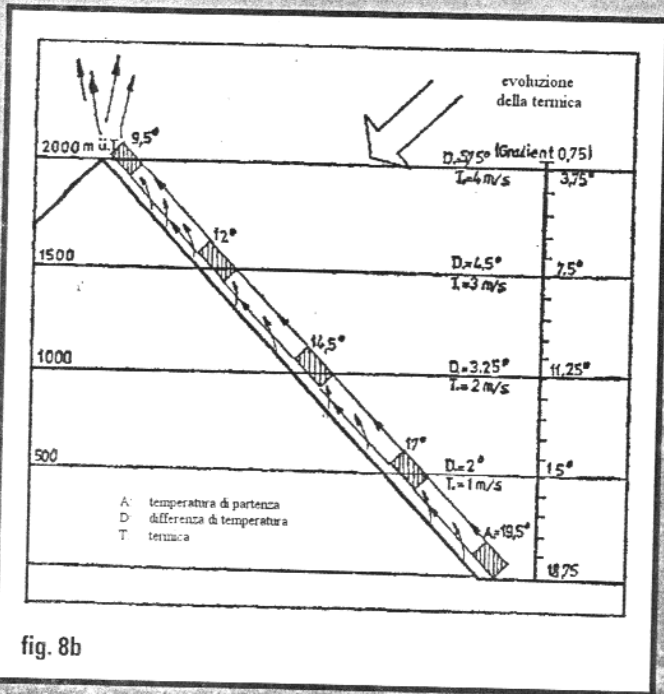 evoluzione
della termica
9,5°
2000 m ü.
D.=5,75° (Gradient 0,75)
T.=4 m/s 3,75°
12°
1500
D.=4,5° 7,5°
T.=3 m/s
14,5°
1000
D.=3.25° 11,25°
T.=2 m/s
17°
500
D.=2° 15°
T.=1 m/s
A: temperatura di partenza
D: differenza di temperatura
T: termica
A.=19,5°
18,75
fig. 8b